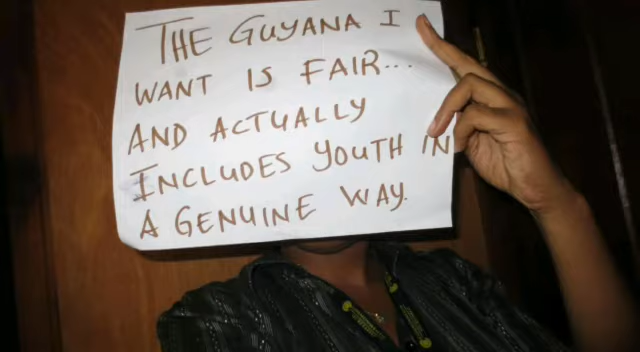 THE GUYANA I
WANT IS FAIR...
AND ACTUALLY
INCLUDES YOUTH IN
A GENUINE WAY.